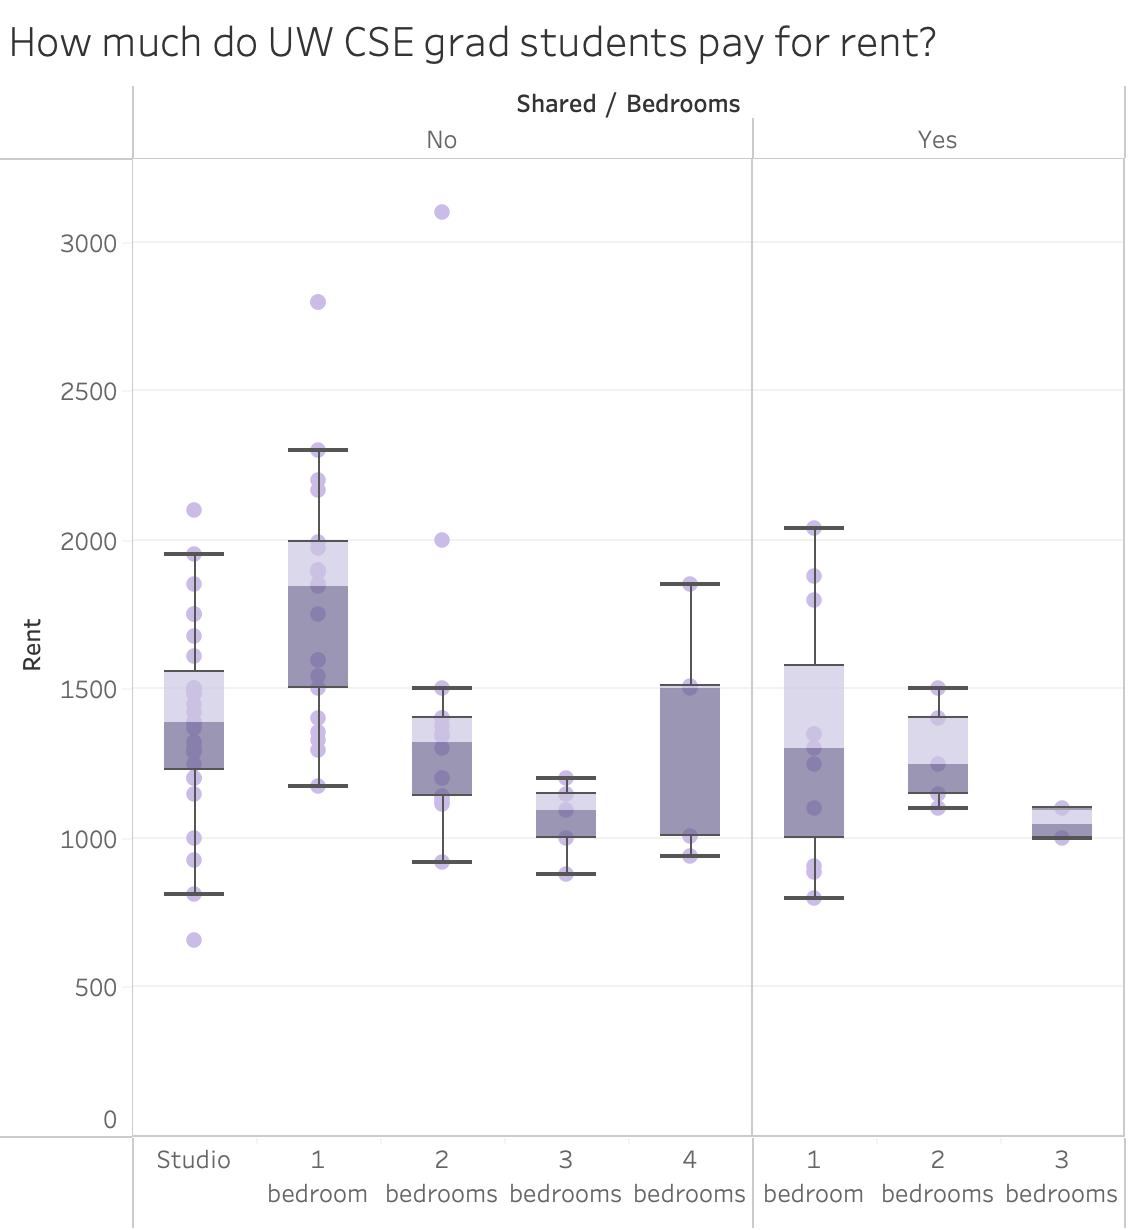 How much do UW CSE grad students pay for rent?
Shared / Bedrooms
No
Yes
Rent
3000
2500
2000
1500
1000
500
0
Studio
1 bedroom
2 bedrooms
3 bedrooms
4 bedrooms
1 bedroom
2 bedrooms
3 bedrooms